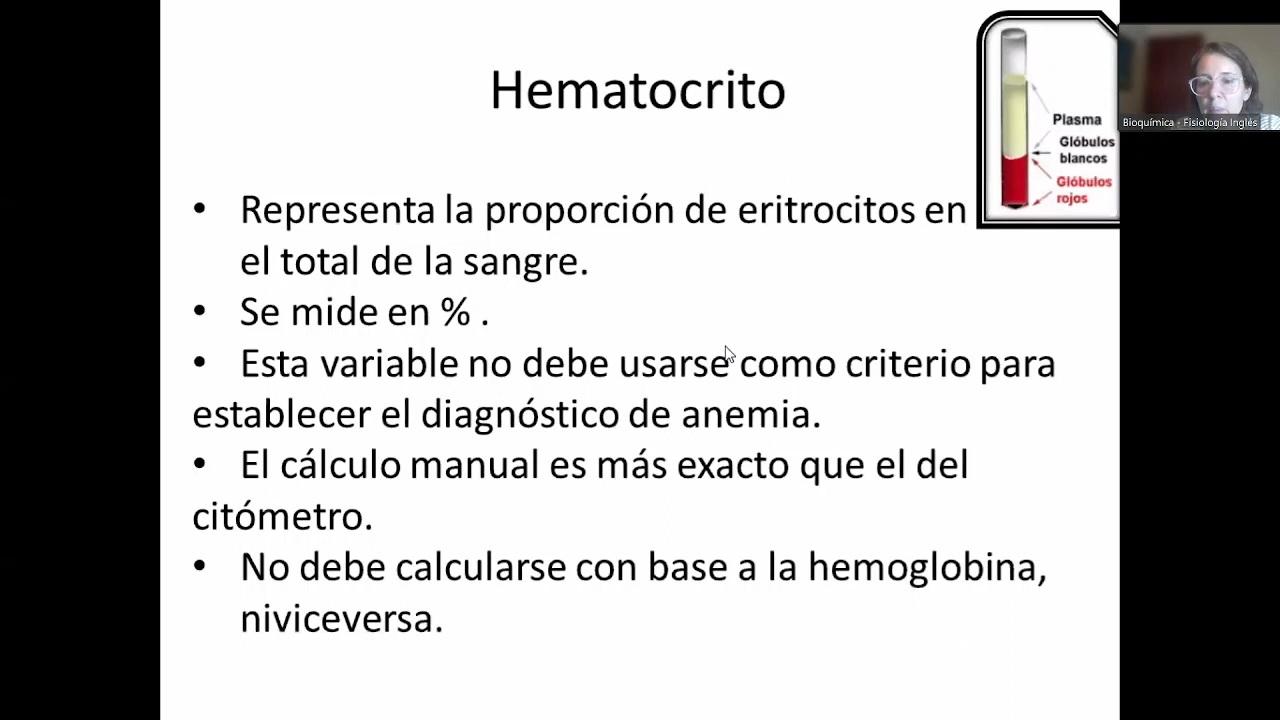 Hematocrito
Plasma
Glóbulos
blancos
Glóbulos
rojos
Bioquímica - Fisiología Inglés
• Representa la proporción de eritrocitos en
el total de la sangre.
• Se mide en % .
• Esta variable no debe usarse como criterio para
establecer el diagnóstico de anemia.
• El cálculo manual es más exacto que el del
citómetro.
• No debe calcularse con base a la hemoglobina,
niviceversa.